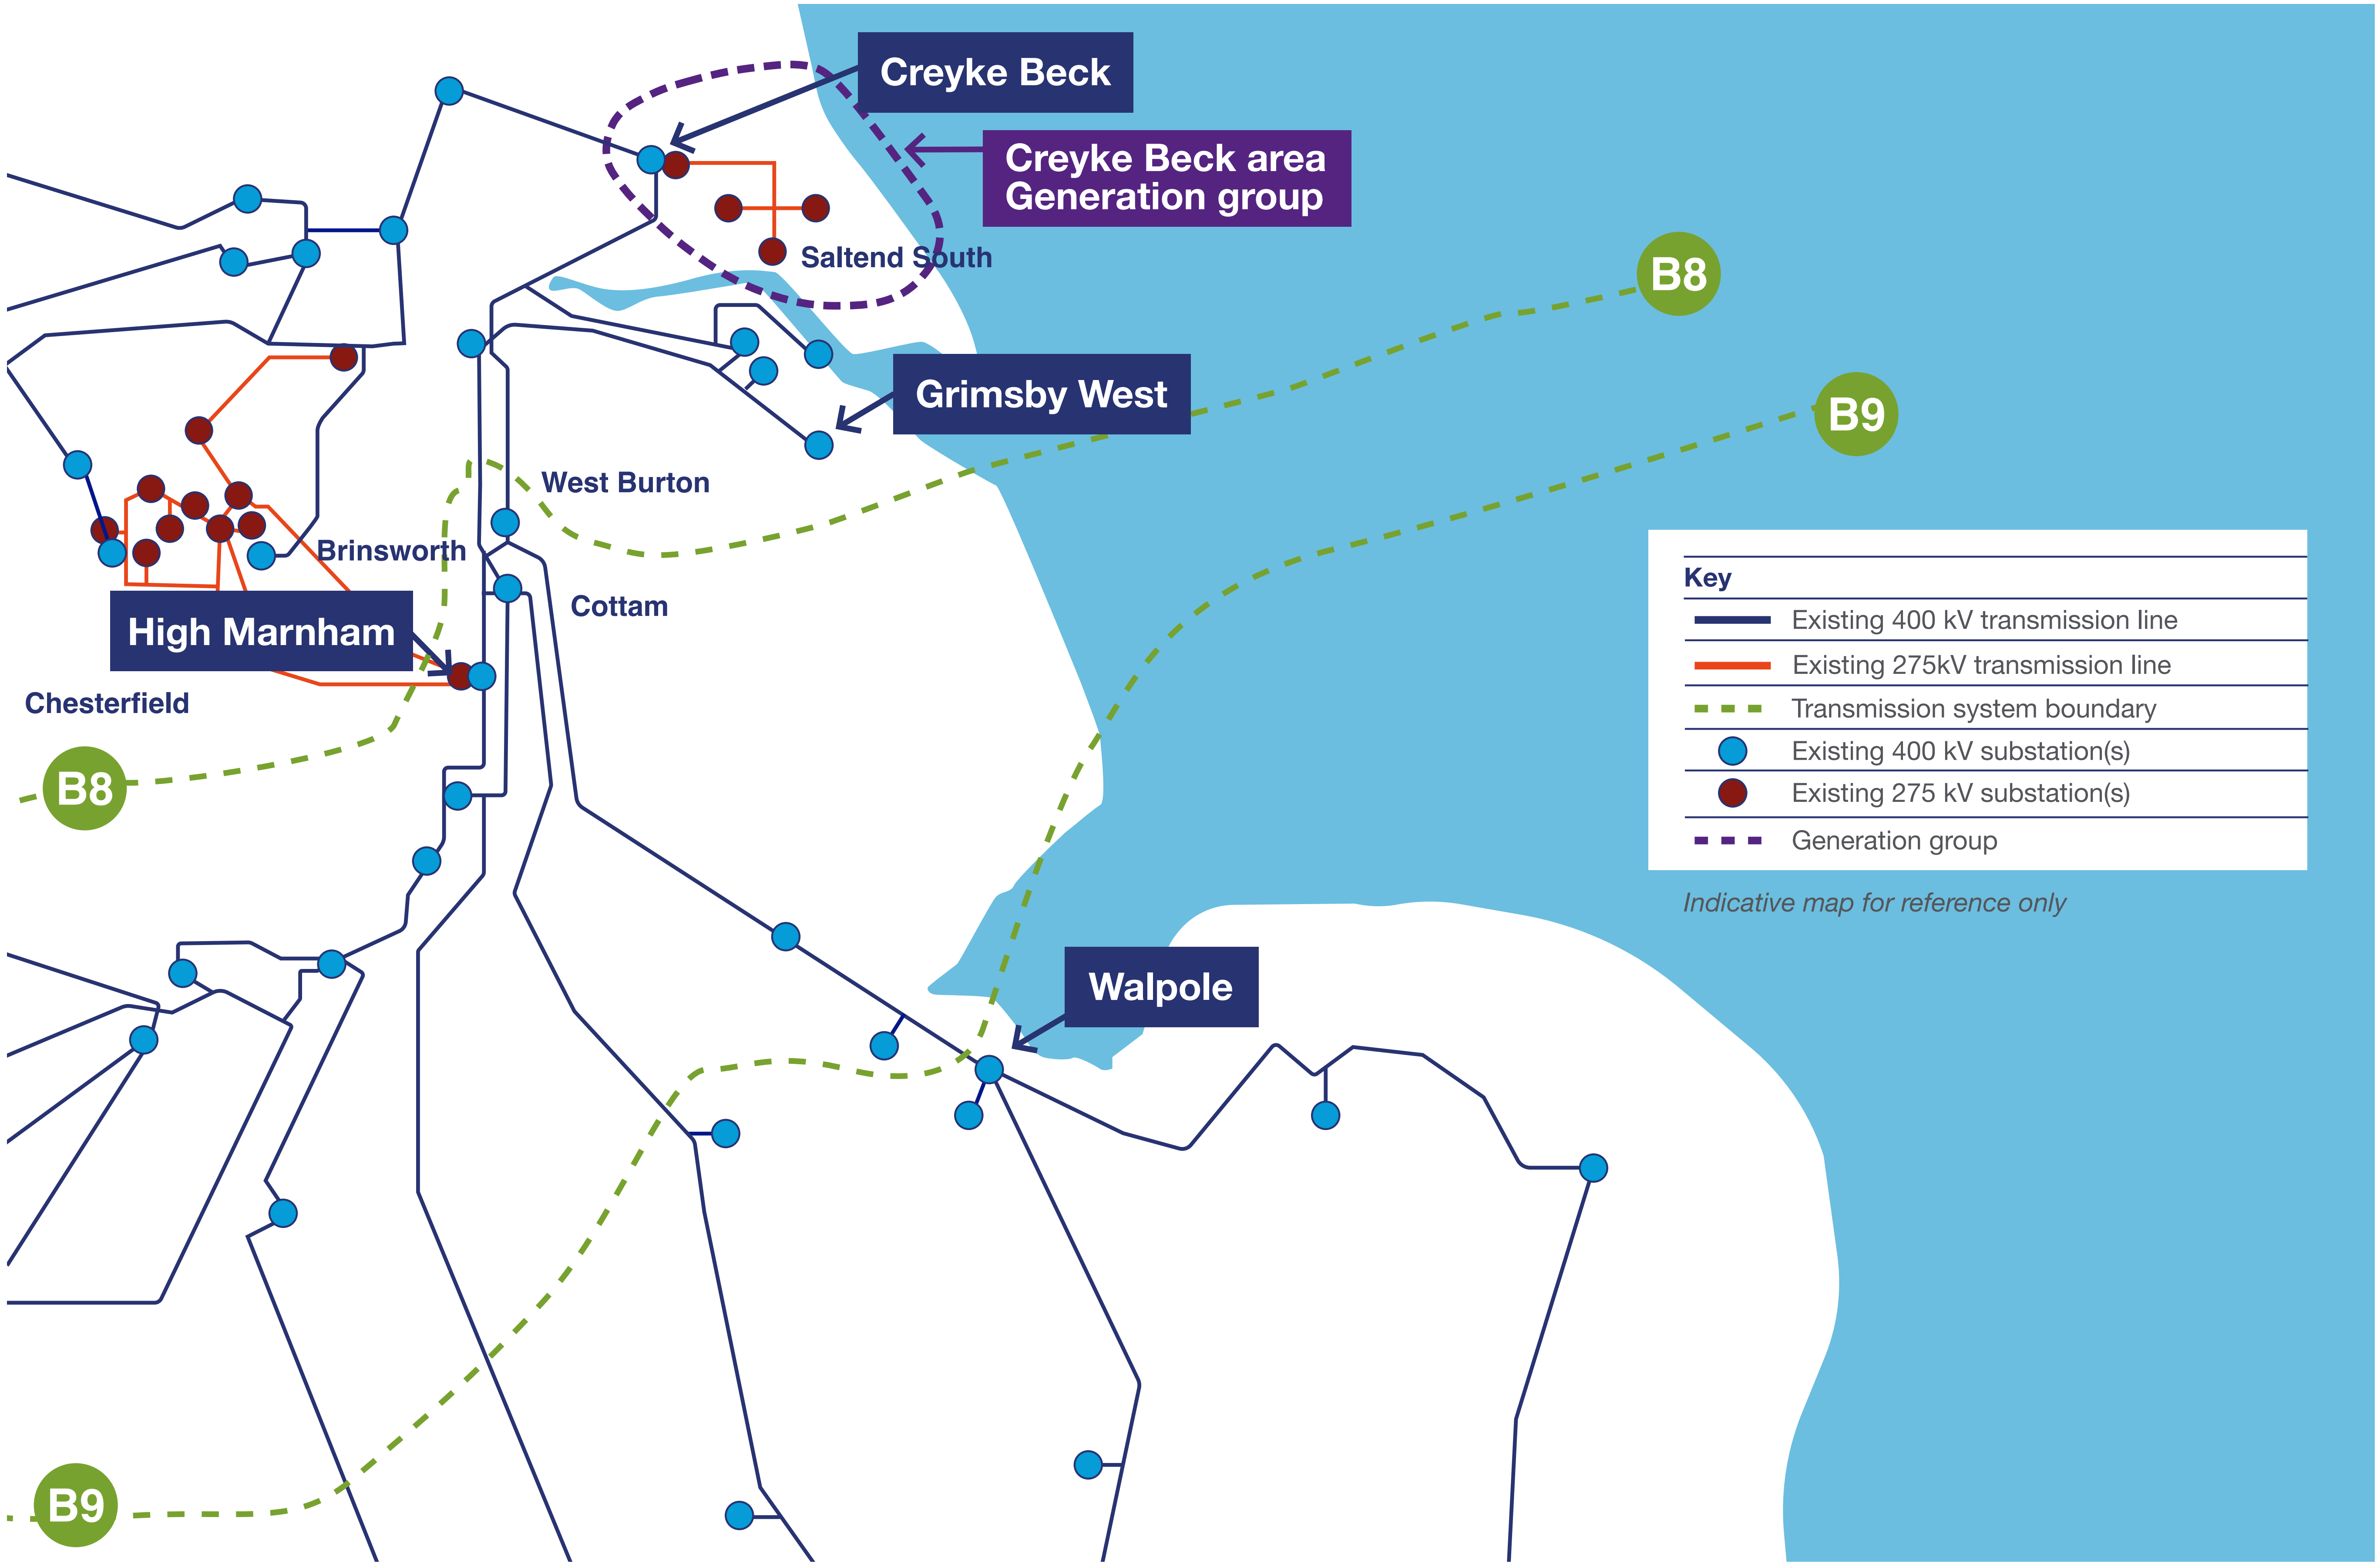 Creyke Beck
Creyke Beck area
Generation group
Saltend South
B8
Grimsby West
B9
West Burton
Brinsworth
Cottam
High Marnham
Chesterfield
B8
Key
Existing 400 kV transmission line
Existing 275kV transmission line
Transmission system boundary
Existing 400 kV substation(s)
Existing 275 kV substation(s)
Generation group
Indicative map for reference only
Walpole
B9